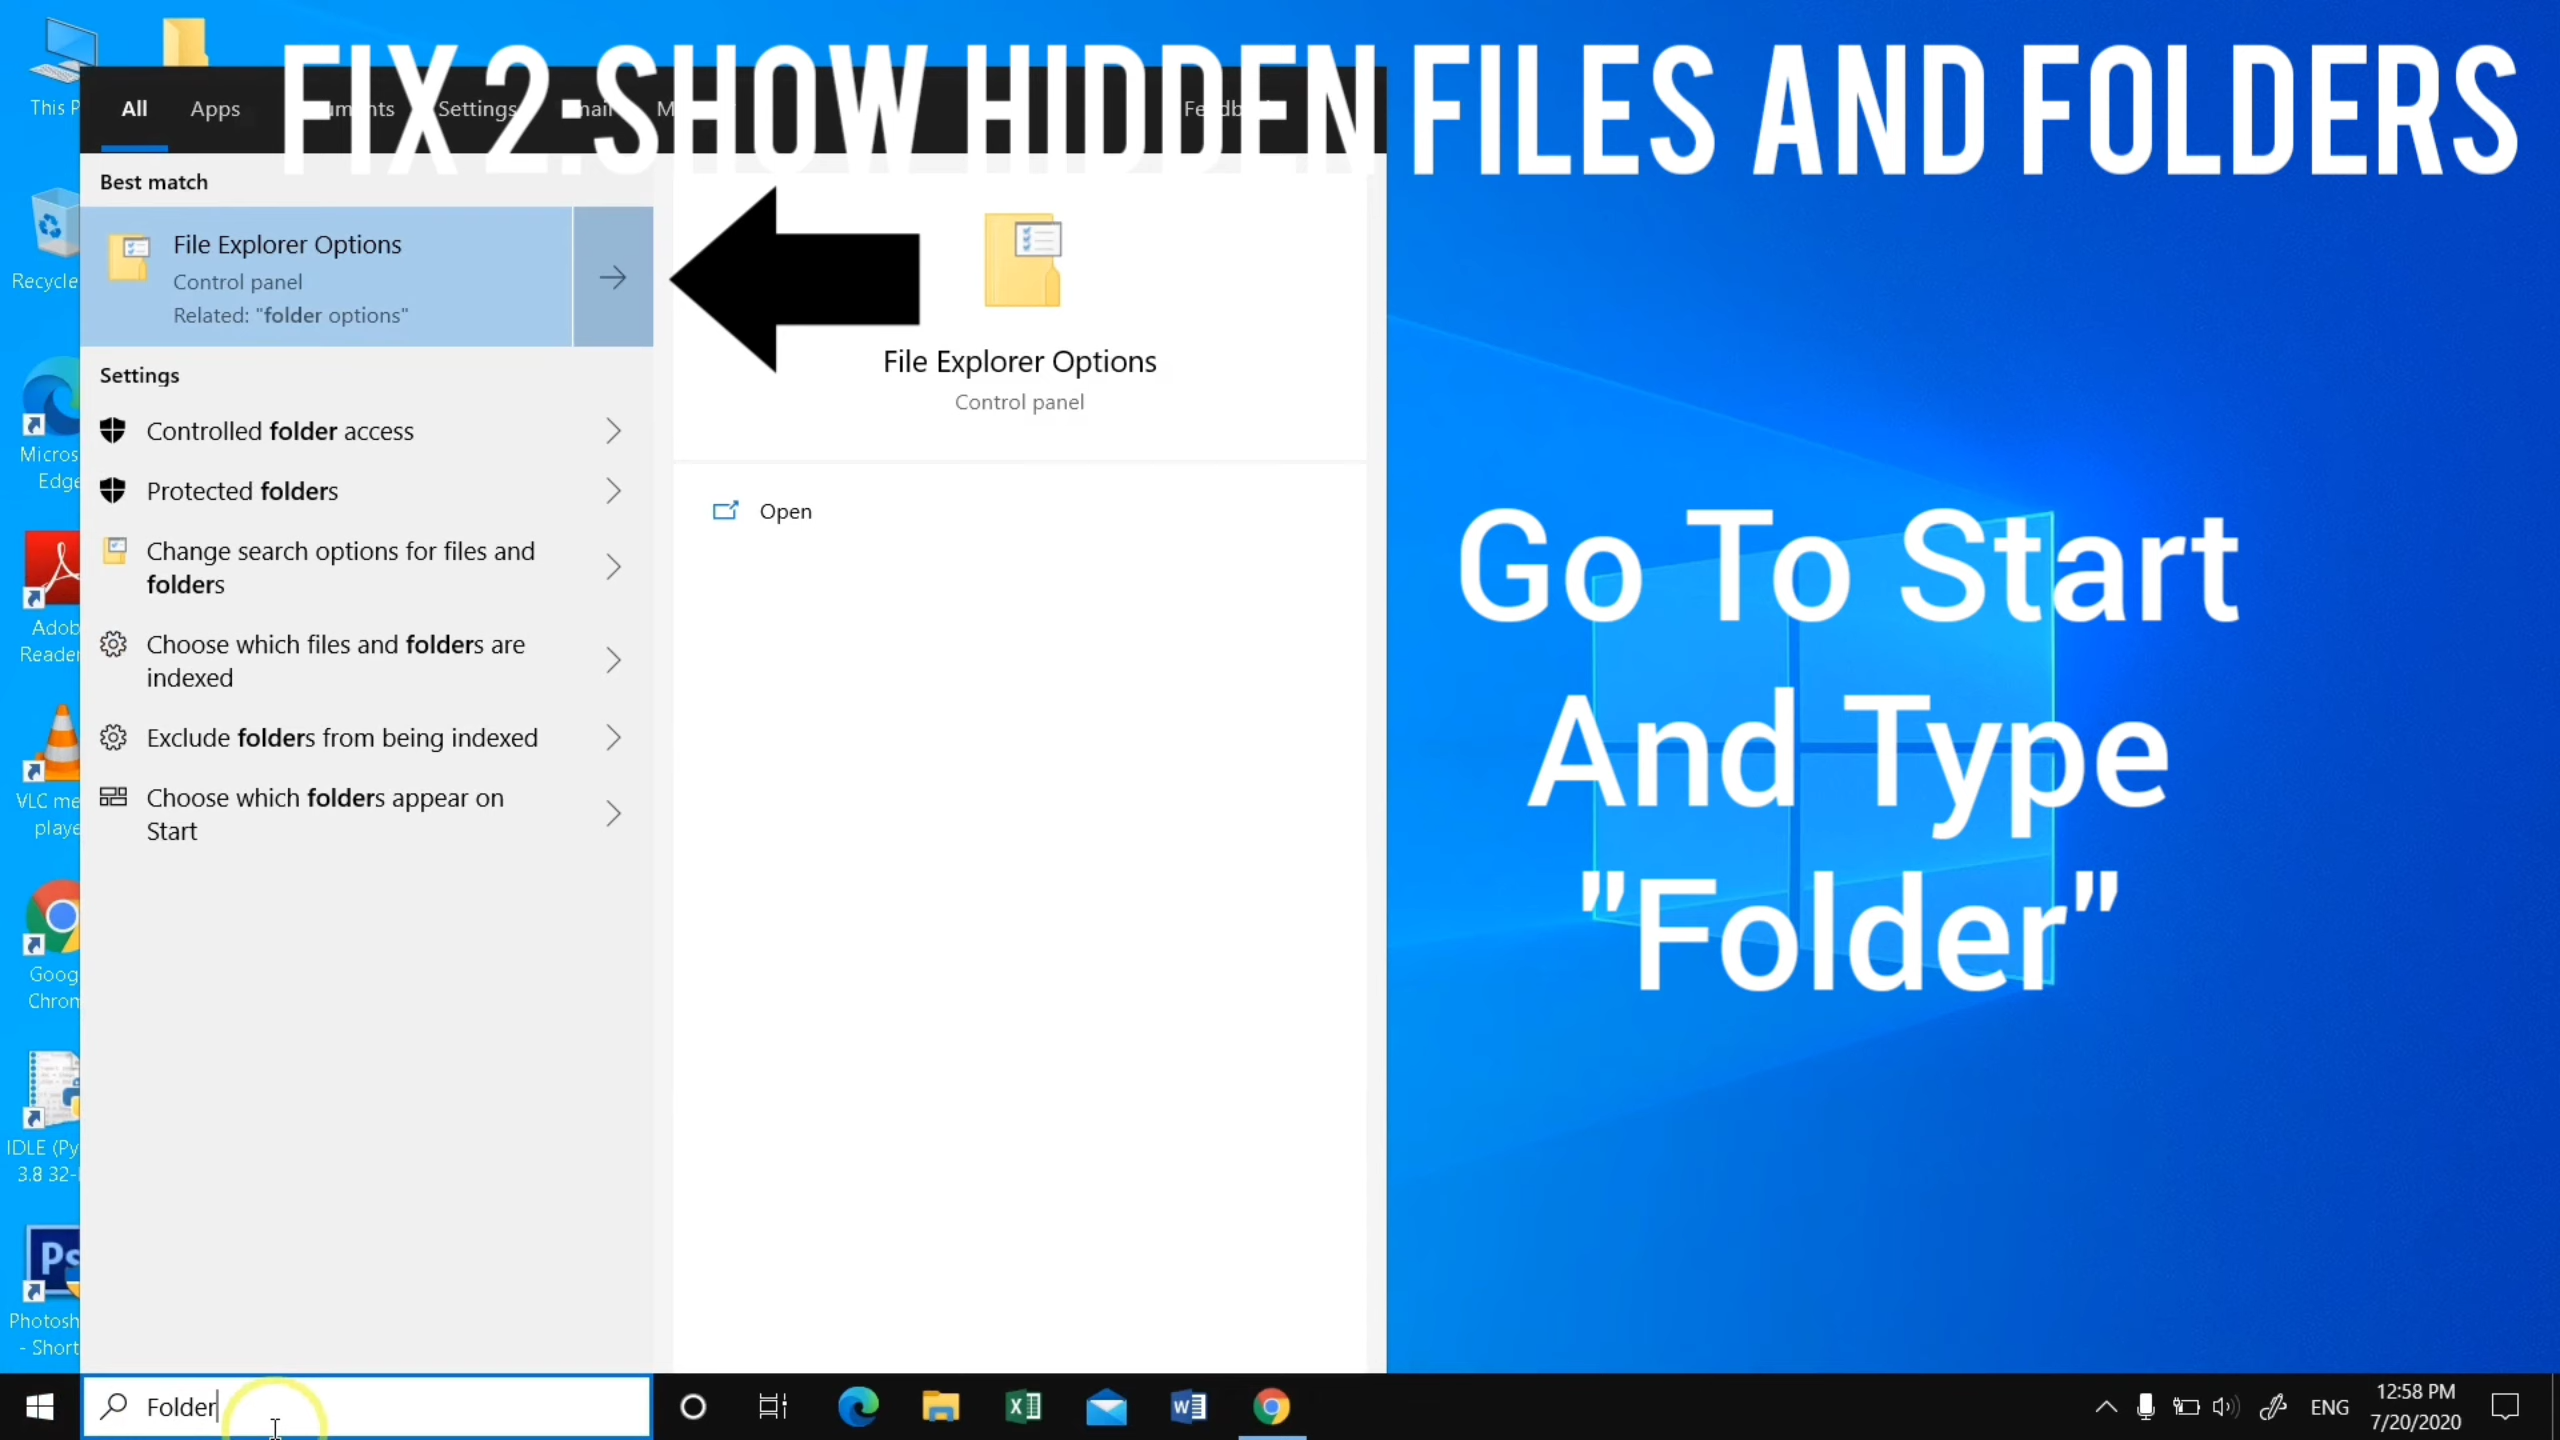 FIX 2:SHOW HIDDEN FILES AND FOLDERS
This P
All Apps Settings
Best match
File Explorer Options
Control panel
Related: "folder options"
Settings
Controlled folder access
Protected folders
Change search options for files and
folders
Choose which files and folders are
indexed
Exclude folders from being indexed
Choose which folders appear on
Start
File Explorer Options
Control panel
Open
Go To Start
And Type
"Folder"
Recycle
Micros
Edge
Adob
Reader
VLC me
playe
Goog
Chrom
IDLE (Py
3.8 32-
Ps
Photosh
- Short
Folder
ENG
12:58 PM
7/20/2020